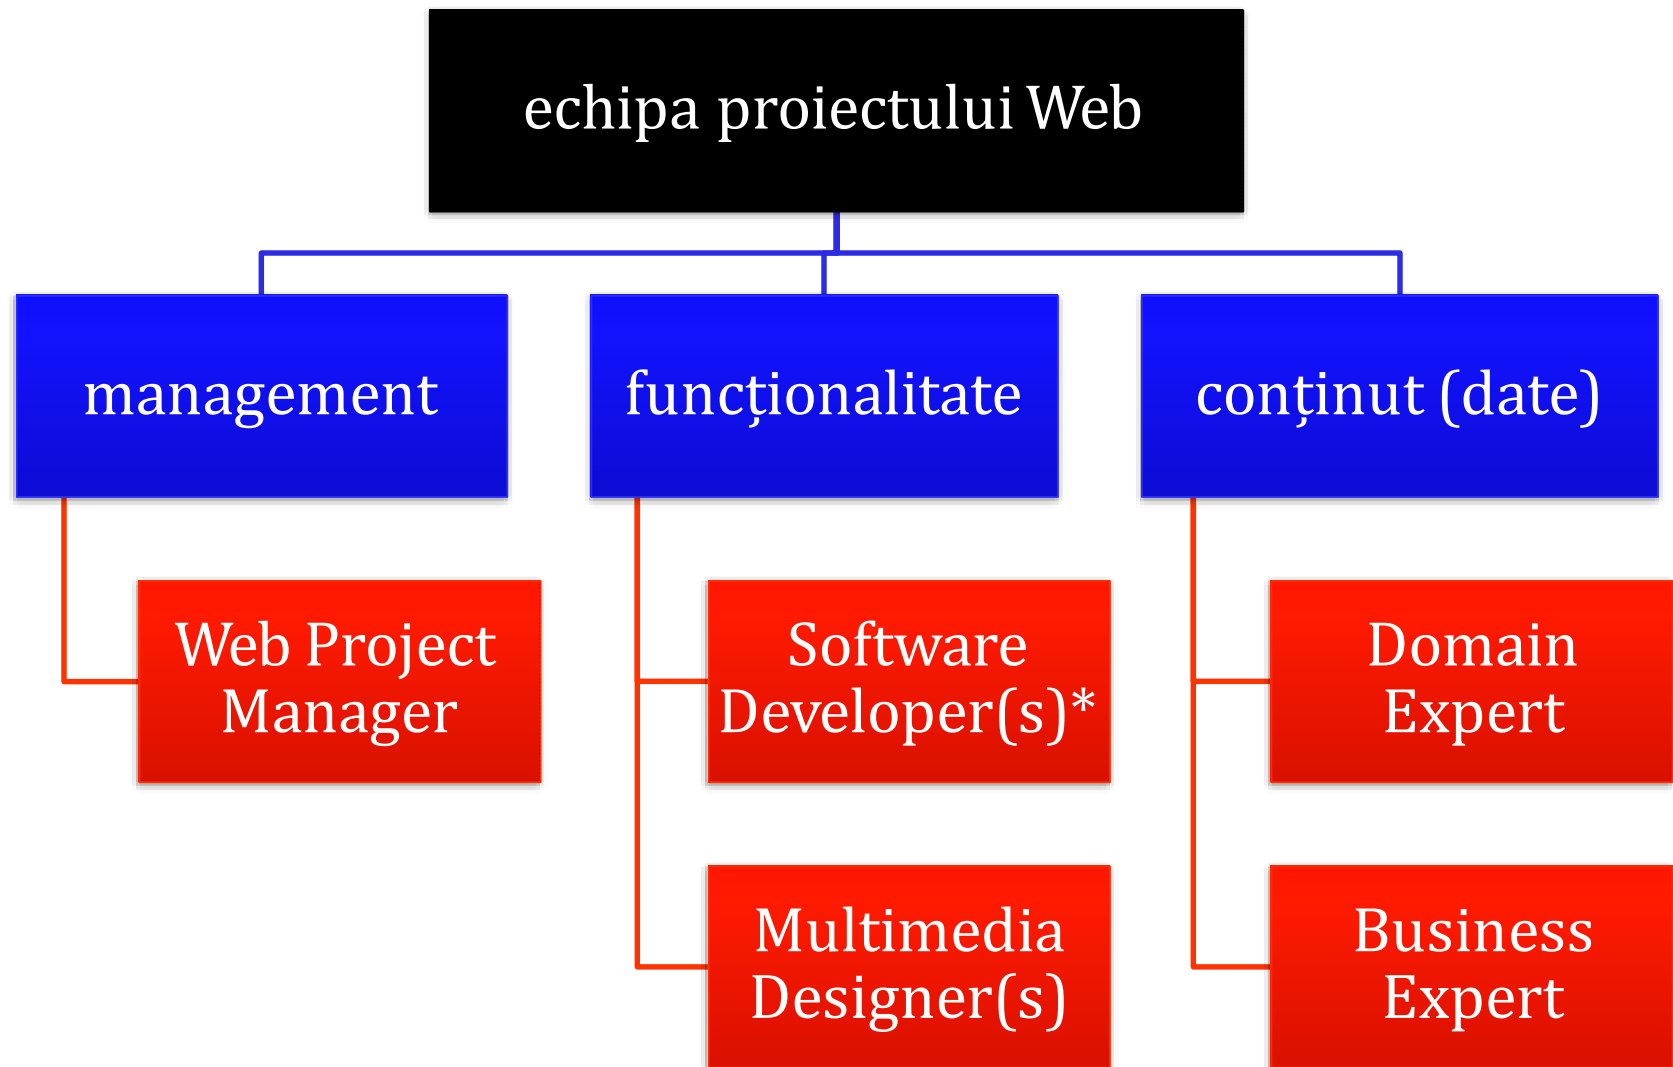 echipa proiectului Web
management
funcționalitate
conținut (date)
Web Project
Manager
Software
Developer(s)*
Domain
Expert
Multimedia
Designer(s)
Business
Expert